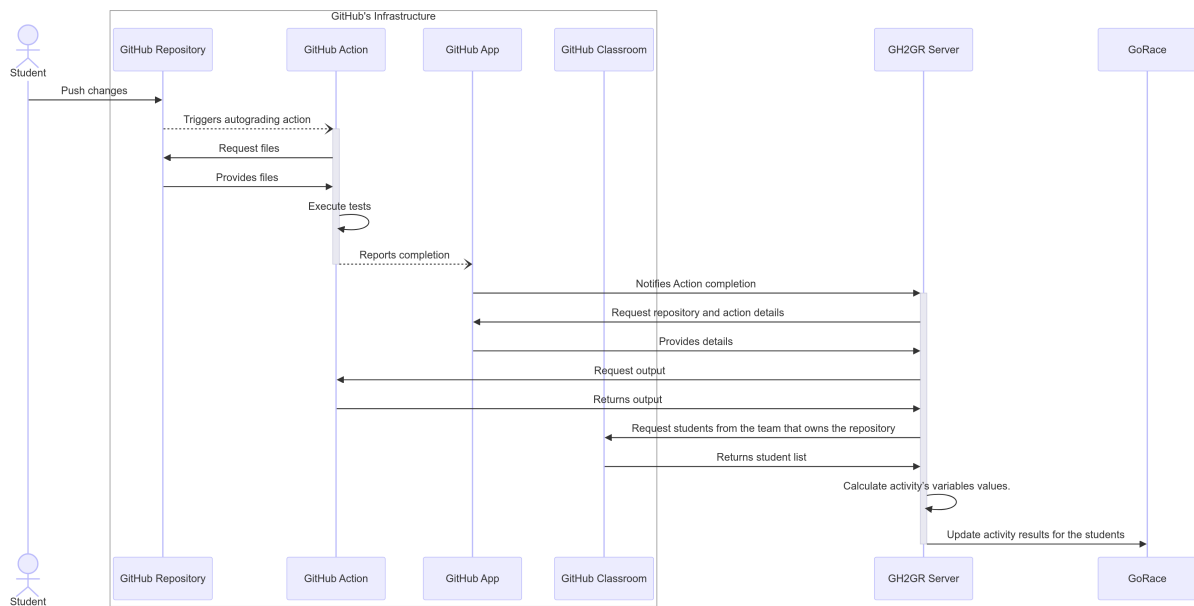 GitHub's Infrastructure
Student
GitHub Repository
GitHub Action
GitHub App
GitHub Classroom
GH2GR Server
GoRace
Push changes
Triggers autograding action
Request files
Provides files
Execute tests
Reports completion
Notifies Action completion
Request repository and action details
Provides details
Request output
Returns output
Request students from the team that owns the repository
Returns student list
Calculate activity's variables values.
Update activity results for the students
Student
GitHub Repository
GitHub Action
GitHub App
GitHub Classroom
GH2GR Server
GoRace